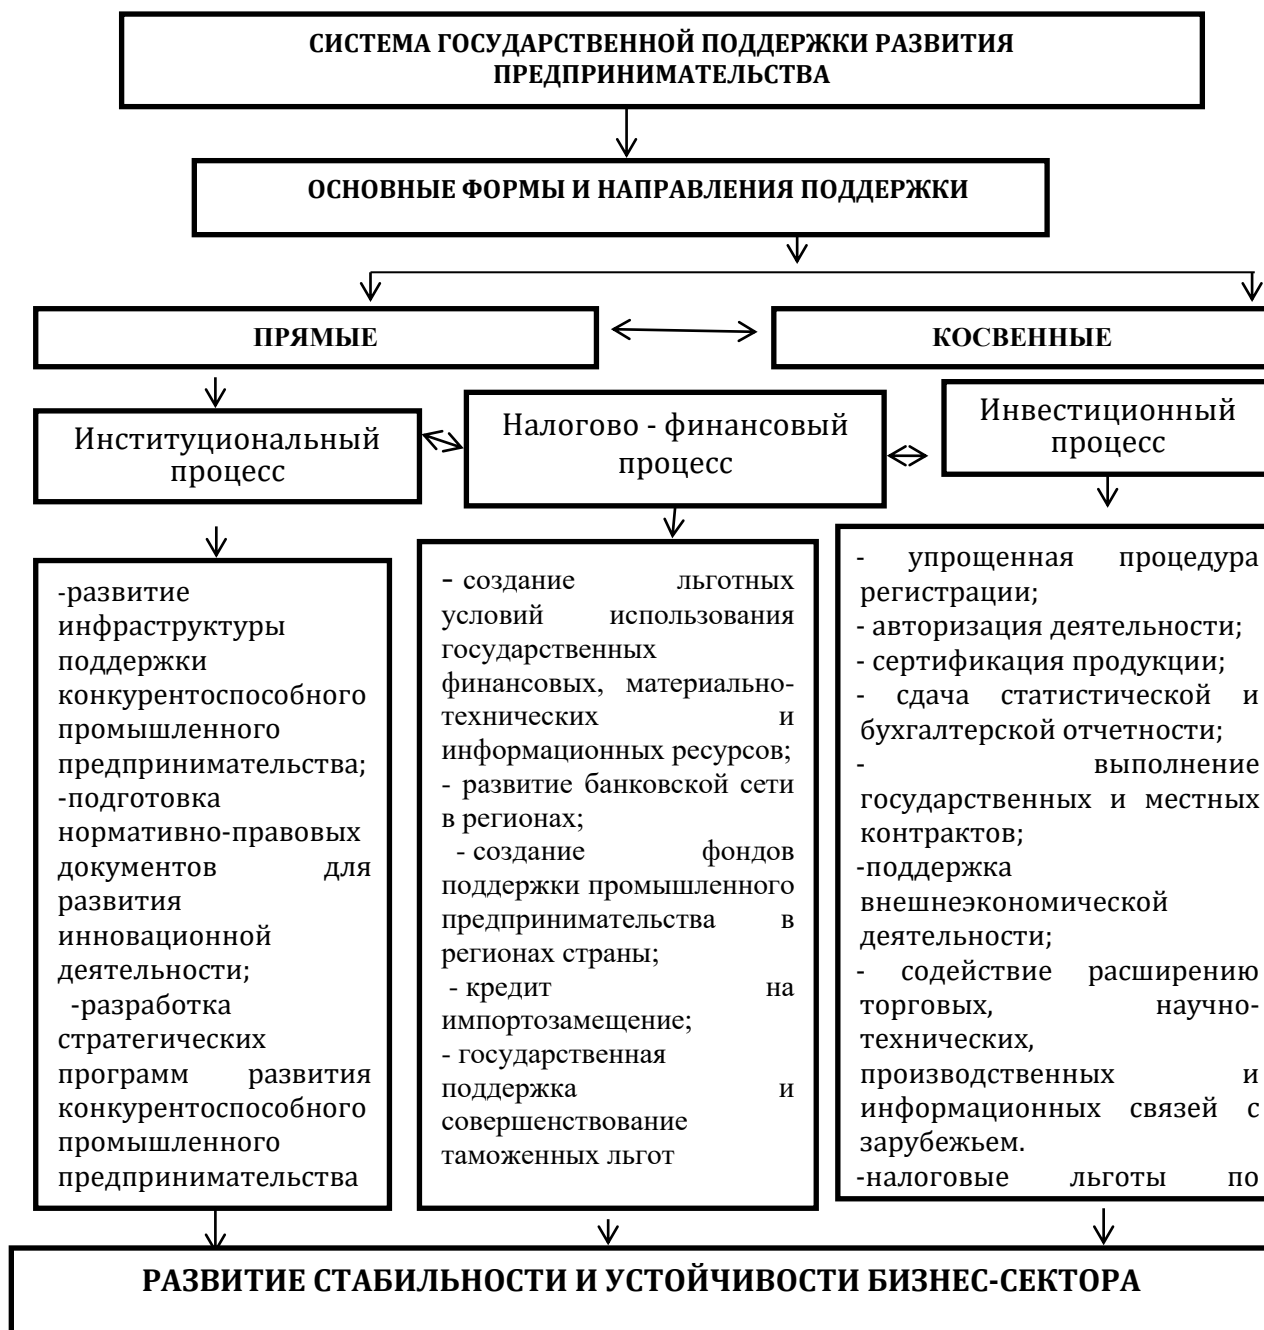 СИСТЕМА ГОСУДАРСТВЕННОЙ ПОДДЕРЖКИ РАЗВИТИЯ
ПРЕДПРИНИМАТЕЛЬСТВА
ОСНОВНЫЕ ФОРМЫ И НАПРАВЛЕНИЯ ПОДДЕРЖКИ
ПРЯМЫЕ
КОСВЕННЫЕ
Институциональный
процесс
Налогово - финансовый
процесс
Инвестиционный
процесс
-развитие
инфраструктуры
поддержки
конкурентоспособного
промышленного
предпринимательства;
-подготовка
нормативно-правовых
документов для
развития
инновационной
деятельности;
-разработка
стратегических
программ развития
конкурентоспособного
промышленного
предпринимательства
- создание льготных
условий использования
государственных
финансовых, материально-
технических и
информационных ресурсов;
- развитие банковской сети
в регионах;
- создание фондов
поддержки промышленного
предпринимательства в
регионах страны;
- кредит на
импортозамещение;
- государственная
поддержка и
совершенствование
таможенных льгот
- упрощенная процедура
регистрации;
- авторизация деятельности;
- сертификация продукции;
- сдача статистической и
бухгалтерской отчетности;
- выполнение
государственных и местных
контрактов;
-поддержка
внешнеэкономической
деятельности;
- содействие расширению
торговых, научно-
технических,
производственных и
информационных связей с
зарубежьем.
-налоговые льготы по
РАЗВИТИЕ СТАБИЛЬНОСТИ И УСТОЙЧИВОСТИ БИЗНЕС-СЕКТОРА